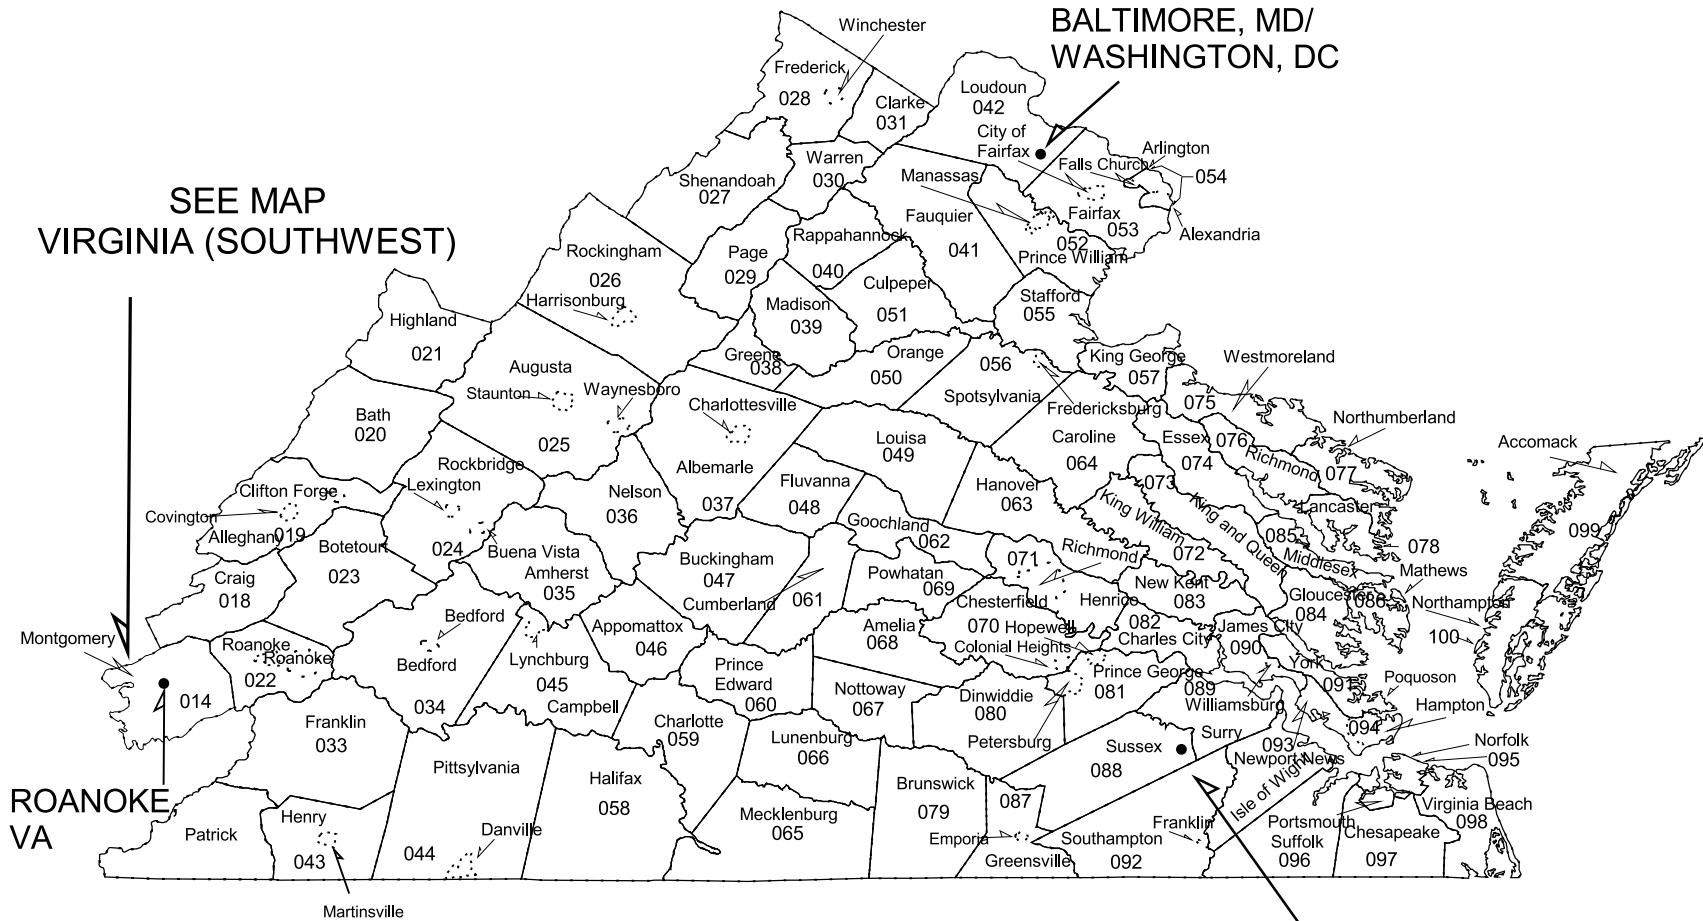 BALTIMORE, MD/
WASHINGTON, DC
Winchester
Frederick
028
Clarke
031
Loudoun
042
City of
Fairfax
Falls Church
Arlington
054
Warren
030
Manassas
Shenandoah
027
SEE MAP
VIRGINIA (SOUTHWEST)
Fauquier
041
Fairfax
053
Alexandria
052
Prince William
Rappahannock
040
Page
029
Rockingham
026
Harrisonburg
Culpeper
051
Madison
039
Stafford
055
Highland
021
Greene
038
Orange
050
056
Spotsylvania
King George
057
Westmoreland
Augusta
Staunton
Waynesboro
025
Charlottesville
Fredericksburg
075
Northumberland
Bath
020
Louisa
049
Caroline
064
Essex
074
076
Richmond
077
Accomack
Rockbridge
Lexington
Albemarle
037
Fluvanna
048
Hanover
063
073
King William
King and Queen
Lancaster
Clifton Forge
Covington
019
Alleghany
Nelson
036
Goochland
062
099
Botetourt
023
024
Buena Vista
Amherst
035
Buckingham
047
Cumberland
061
Powhatan
069
071
Richmond
072
085
Middlesex
078
Mathews
Craig
018
New Kent
083
Gloucester
084
086
Northampton
100
Bedford
Chesterfield
070
Henrico
082
Charles City
James City
090
Montgomery
Roanoke
Roanoke
022
Bedford
034
Lynchburg
045
Campbell
Appomattox
046
Amelia
068
Hopewell
Colonial Heights
Prince George
081
089
Williamsburg
York
091
Poquoson
014
Prince
Edward
060
Nottoway
067
Dinwiddie
080
Petersburg
Hampton
094
Franklin
033
Charlotte
059
Lunenburg
066
Sussex
088
Surry
093
Newport News
Norfolk
095
Pittsylvania
Halifax
058
Isle of Wight
ROANOKE,
VA
Patrick
Henry
043
044
Danville
Mecklenburg
065
Brunswick
079
087
Emporia
Greensville
Southampton
092
Franklin
Portsmouth
Suffolk
096
Chesapeake
097
Virginia Beach
098
Martinsville